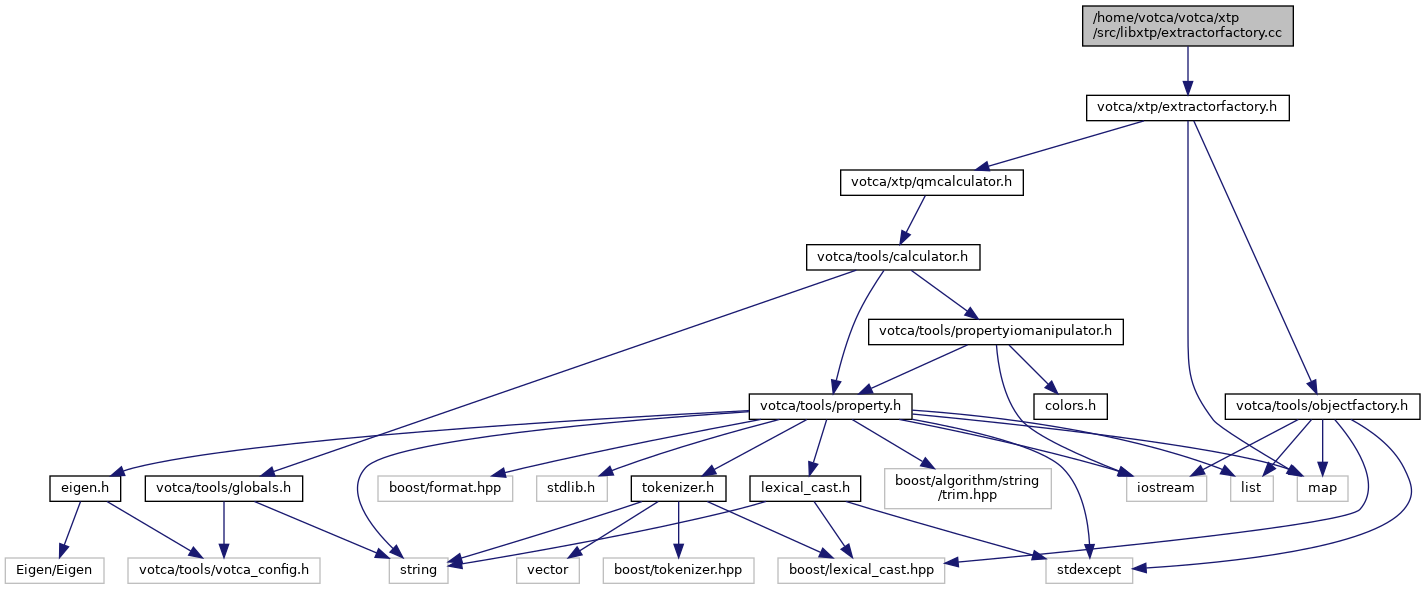 /home/votca/votca/xtp
/src/libxtp/extractorfactory.cc
votca/xtp/extractorfactory.h
votca/xtp/qmcalculator.h
votca/tools/calculator.h
votca/tools/propertyiomanipulator.h
votca/tools/property.h
colors.h
votca/tools/objectfactory.h
eigen.h
votca/tools/globals.h
boost/format.hpp
stdlib.h
tokenizer.h
lexical_cast.h
boost/algorithm/string
/trim.hpp
iostream
list
map
Eigen/Eigen
votca/tools/votca_config.h
string
vector
boost/tokenizer.hpp
boost/lexical_cast.hpp
stdexcept